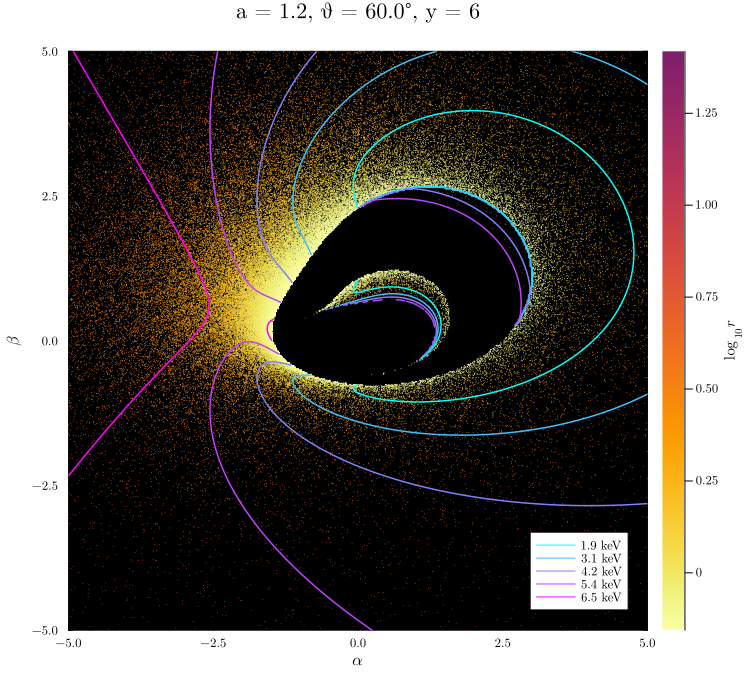 a = 1.2, ϑ = 60.0°, y = 6
5.0
2.5
0.0
−2.5
−5.0
β
−5.0
−2.5
0.0
2.5
5.0
α
1.9 keV
3.1 keV
4.2 keV
5.4 keV
6.5 keV
1.25
1.00
0.75
0.50
0.25
0
log₁₀ r